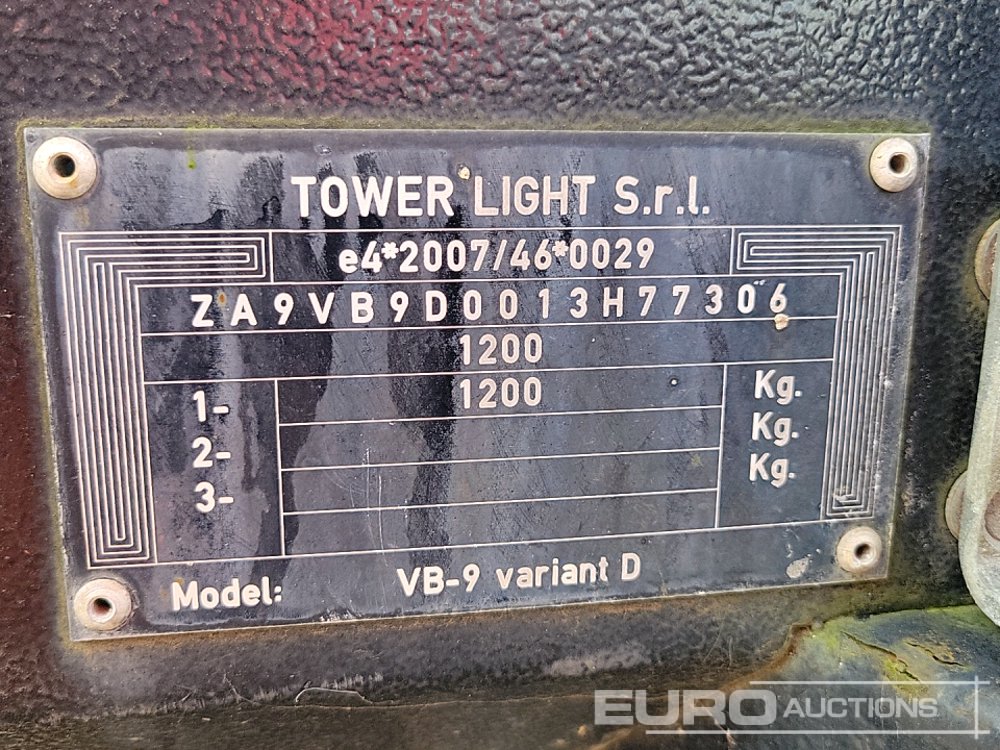 TOWER LIGHT S.r.l.
e4*2007/46*0029
ZA9VB9D0013H77306
1200
1- 1200 Kg.
2- Kg.
3- Kg.
Model: VB-9 variant D
EURO AUCTIONS